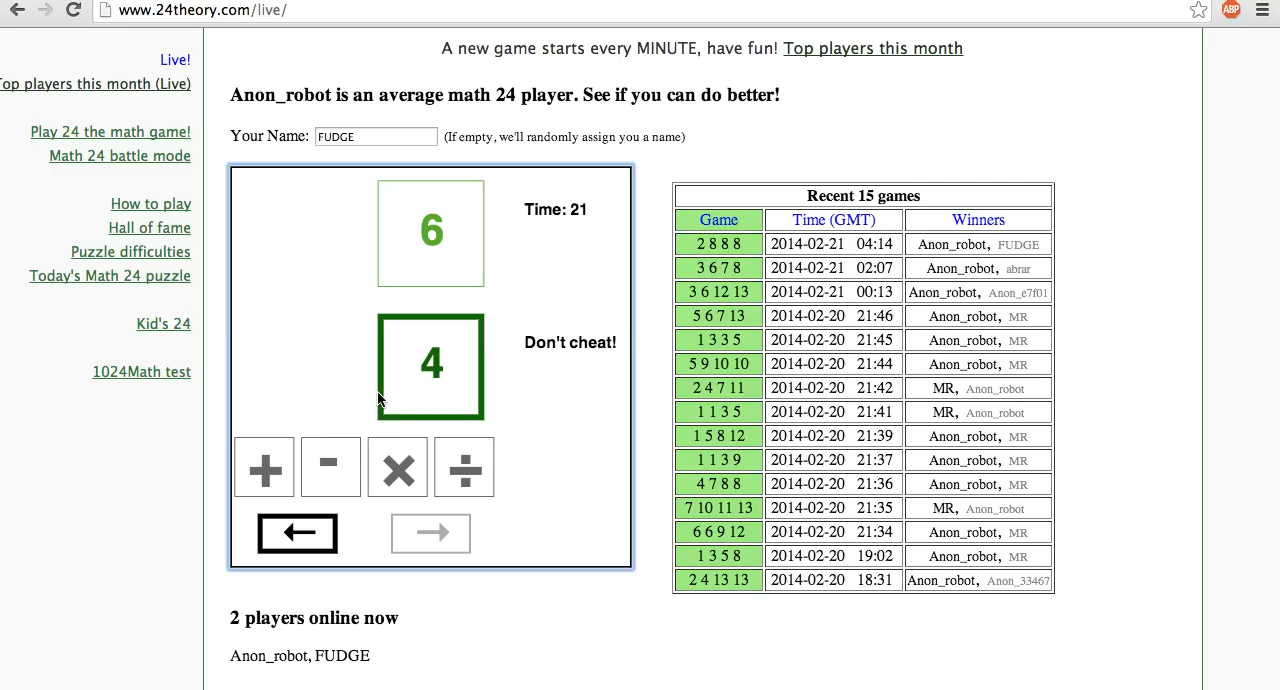 www.24theory.com/live/
ABP
Live!
Top players this month (Live)
Play 24 the math game!
Math 24 battle mode
How to play
Hall of fame
Puzzle difficulties
Today's Math 24 puzzle
Kid's 24
1024Math test
A new game starts every MINUTE, have fun! Top players this month
Anon_robot is an average math 24 player. See if you can do better!
Your Name: FUDGE (If empty, we'll randomly assign you a name)
6
Time: 21
4
Don't cheat!
+ - × ÷
← →
Recent 15 games
Game Time (GMT) Winners
2 8 8 8 2014-02-21 04:14 Anon_robot, FUDGE
3 6 7 8 2014-02-21 02:07 Anon_robot, abrar
3 6 12 13 2014-02-21 00:13 Anon_robot, Anon_e7f01
5 6 7 13 2014-02-20 21:46 Anon_robot, MR
1 3 3 5 2014-02-20 21:45 Anon_robot, MR
5 9 10 10 2014-02-20 21:44 Anon_robot, MR
2 4 7 11 2014-02-20 21:42 MR, Anon_robot
1 1 3 5 2014-02-20 21:41 MR, Anon_robot
1 5 8 12 2014-02-20 21:39 Anon_robot, MR
1 1 3 9 2014-02-20 21:37 Anon_robot, MR
4 7 8 8 2014-02-20 21:36 Anon_robot, MR
7 10 11 13 2014-02-20 21:35 MR, Anon_robot
6 6 9 12 2014-02-20 21:34 Anon_robot, MR
1 3 5 8 2014-02-20 19:02 Anon_robot, MR
2 4 13 13 2014-02-20 18:31 Anon_robot, Anon_33467
2 players online now
Anon_robot, FUDGE